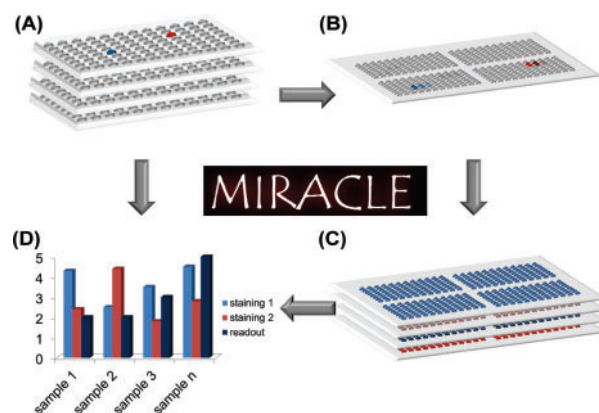 (A)
(B)
MIRACLE
(D)
(C)
5
4
3
2
1
0
staining 1
staining 2
readout
sample 1
sample 2
sample 3
sample n